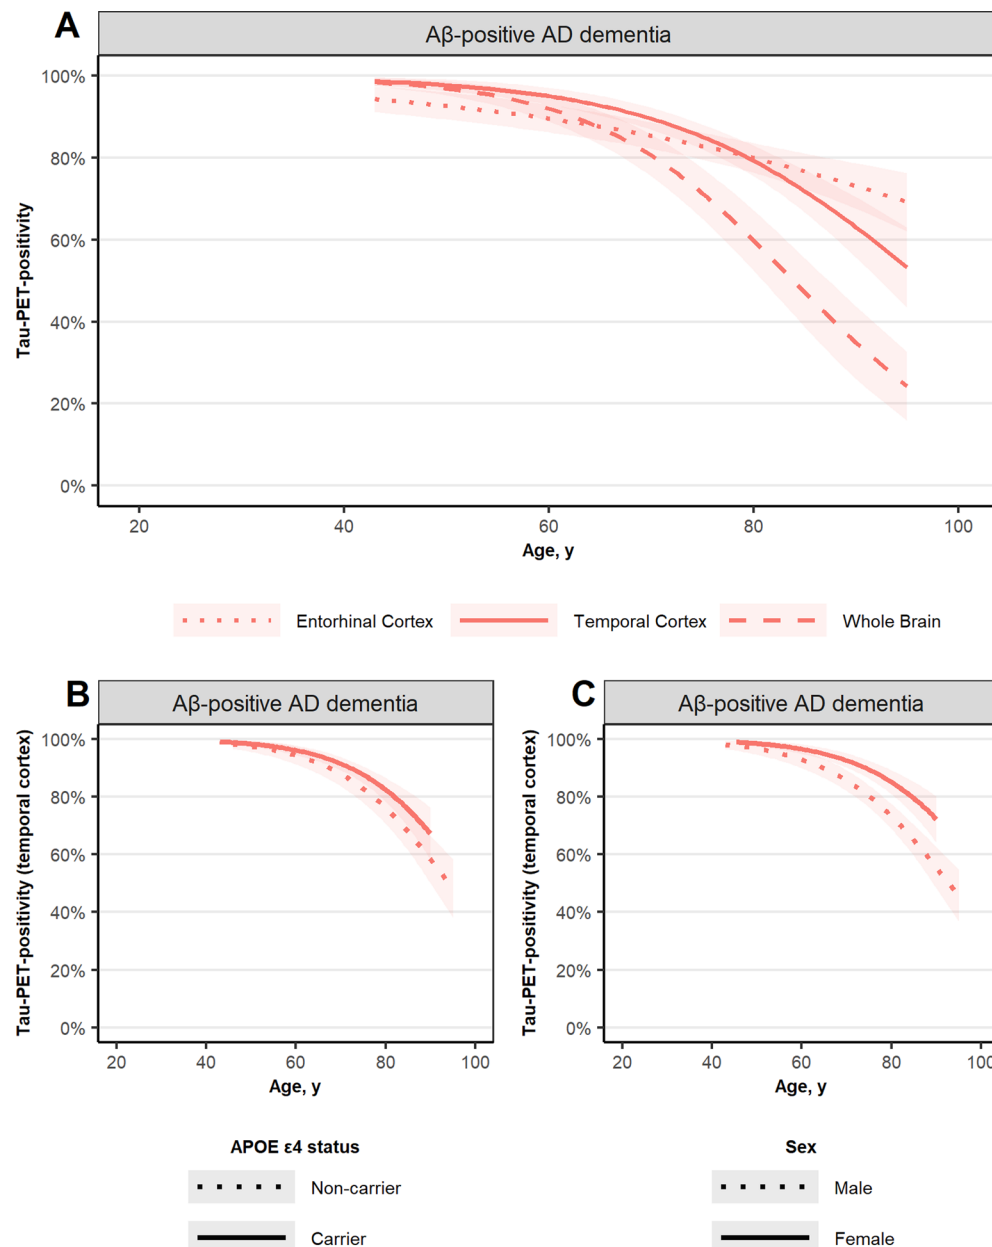 A
Aβ-positive AD dementia
Tau-PET-positivity
100%
80%
60%
40%
20%
0%
20 40 60 80 100
Age, y
Entorhinal Cortex Temporal Cortex Whole Brain
B
Aβ-positive AD dementia
Tau-PET-positivity (temporal cortex)
100%
80%
60%
40%
20%
0%
20 40 60 80 100
Age, y
APOE ε4 status
Non-carrier
Carrier
C
Aβ-positive AD dementia
Tau-PET-positivity (temporal cortex)
100%
80%
60%
40%
20%
0%
20 40 60 80 100
Age, y
Sex
Male
Female